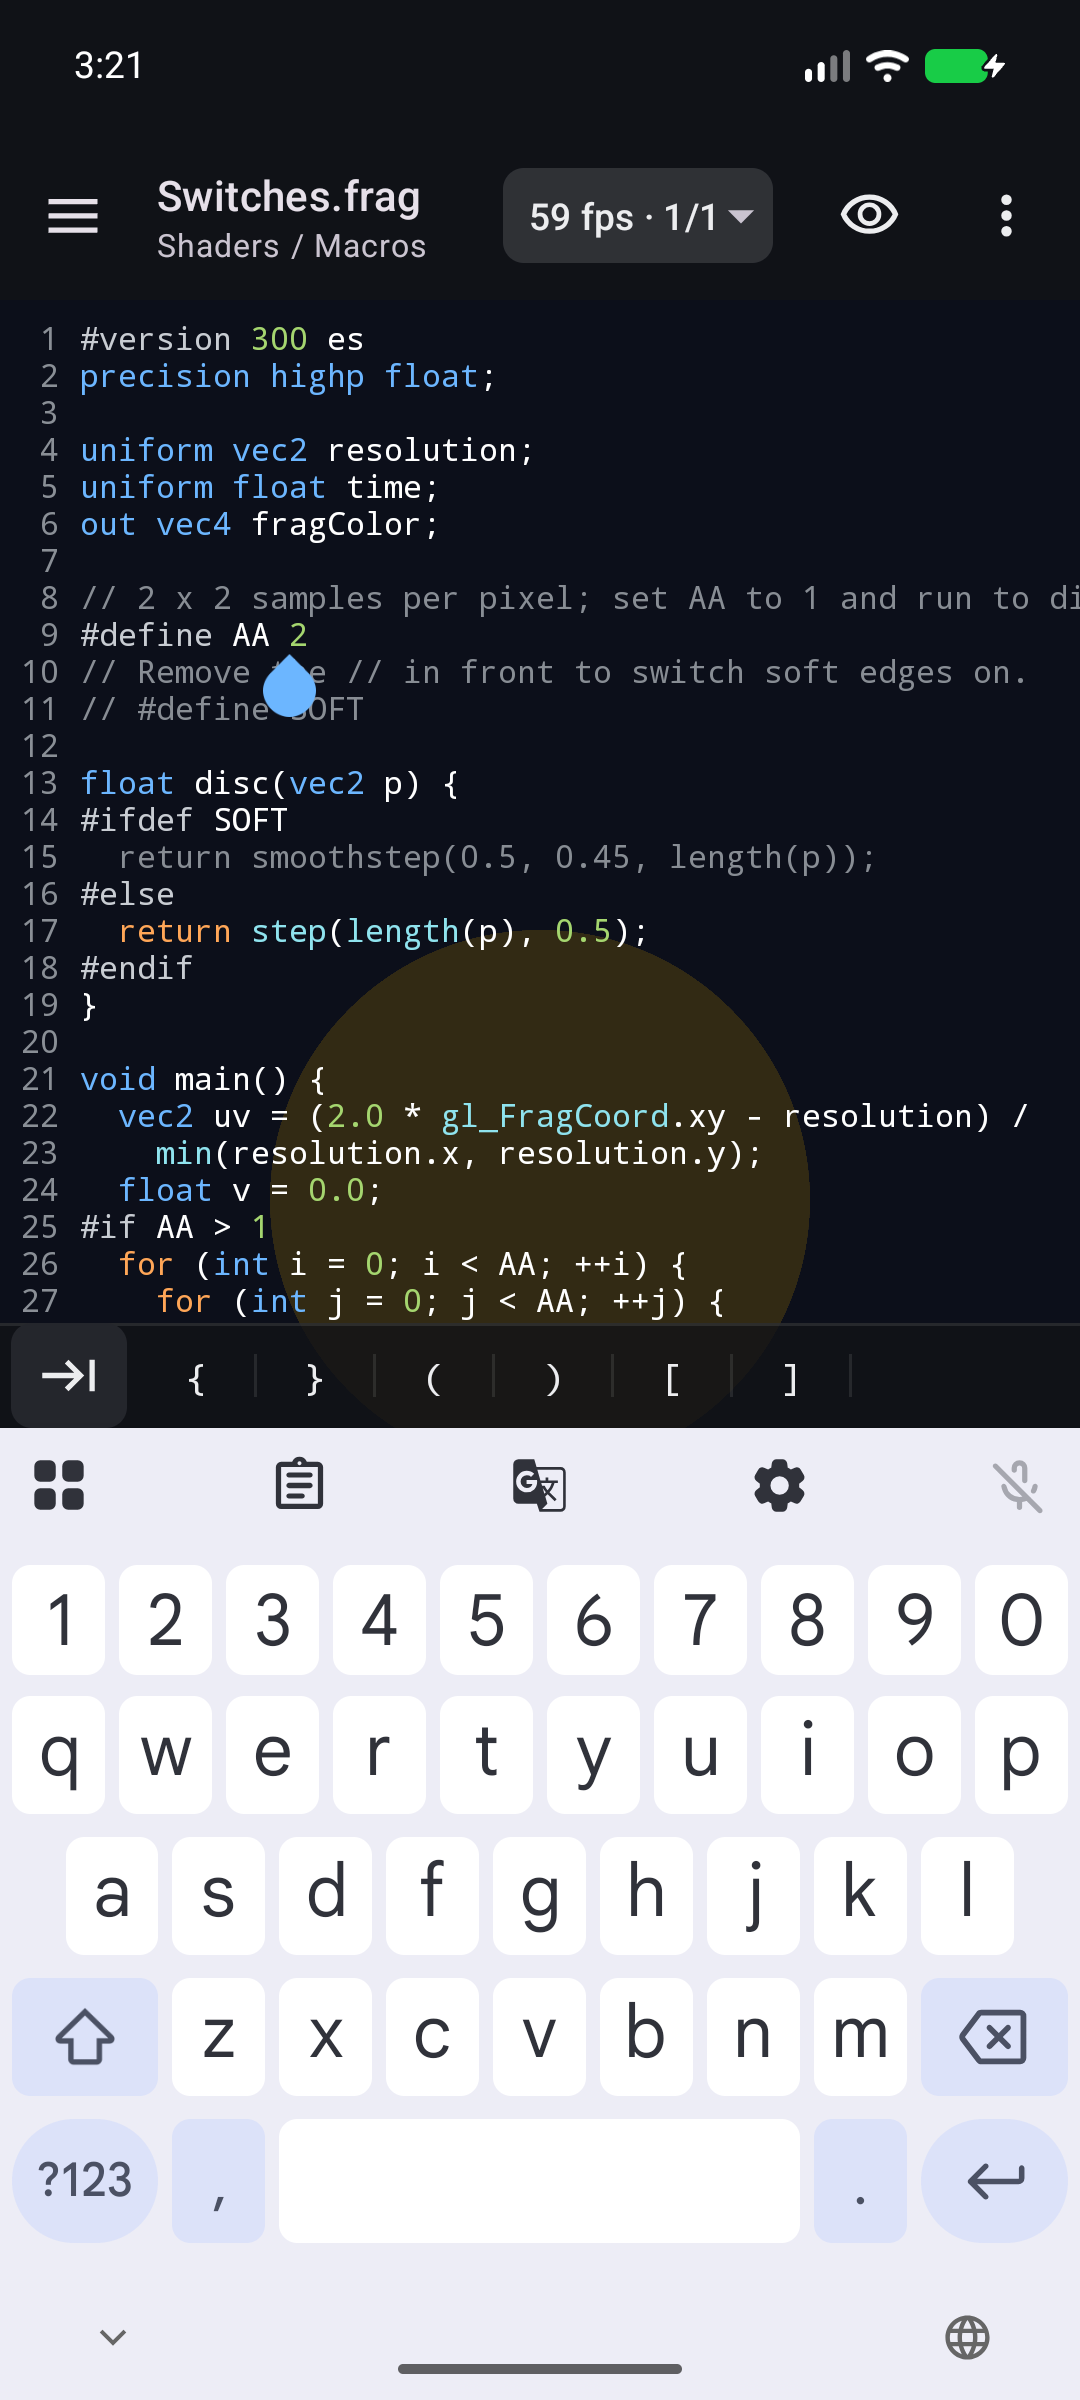 3:21
Switches.frag
Shaders / Macros
59 fps · 1/1
1 #version 300 es
2 precision highp float;
3
4 uniform vec2 resolution;
5 uniform float time;
6 out vec4 fragColor;
7
8 // 2 x 2 samples per pixel; set AA to 1 and run to di
9 #define AA 2
10 // Remove // in front to switch soft edges on.
11 // #define SOFT
12
13 float disc(vec2 p) {
14 #ifdef SOFT
15   return smoothstep(0.5, 0.45, length(p));
16 #else
17   return step(length(p), 0.5);
18 #endif
19 }
20
21 void main() {
22   vec2 uv = (2.0 * gl_FragCoord.xy - resolution) /
23     min(resolution.x, resolution.y);
24   float v = 0.0;
25 #if AA > 1
26   for (int i = 0; i < AA; ++i) {
27     for (int j = 0; j < AA; ++j) {
{ } ( ) [ ]
G 文
1 2 3 4 5 6 7 8 9 0
q w e r t y u i o p
a s d f g h j k l
z x c v b n m
?123 , .